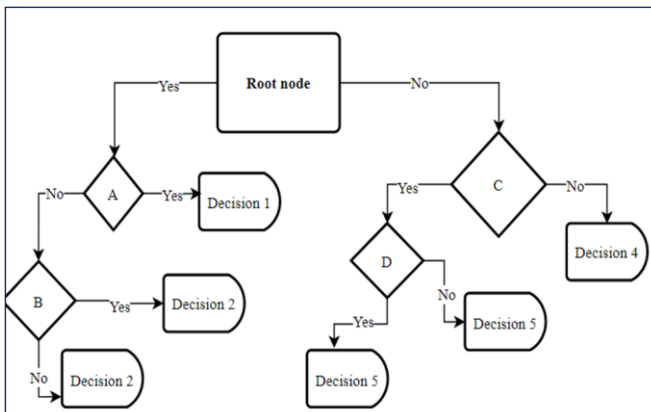 Root node
Yes
No
A
Yes
Decision 1
No
C
Yes
No
Decision 4
D
No
Decision 5
Yes
Decision 5
B
Yes
Decision 2
No
Decision 2